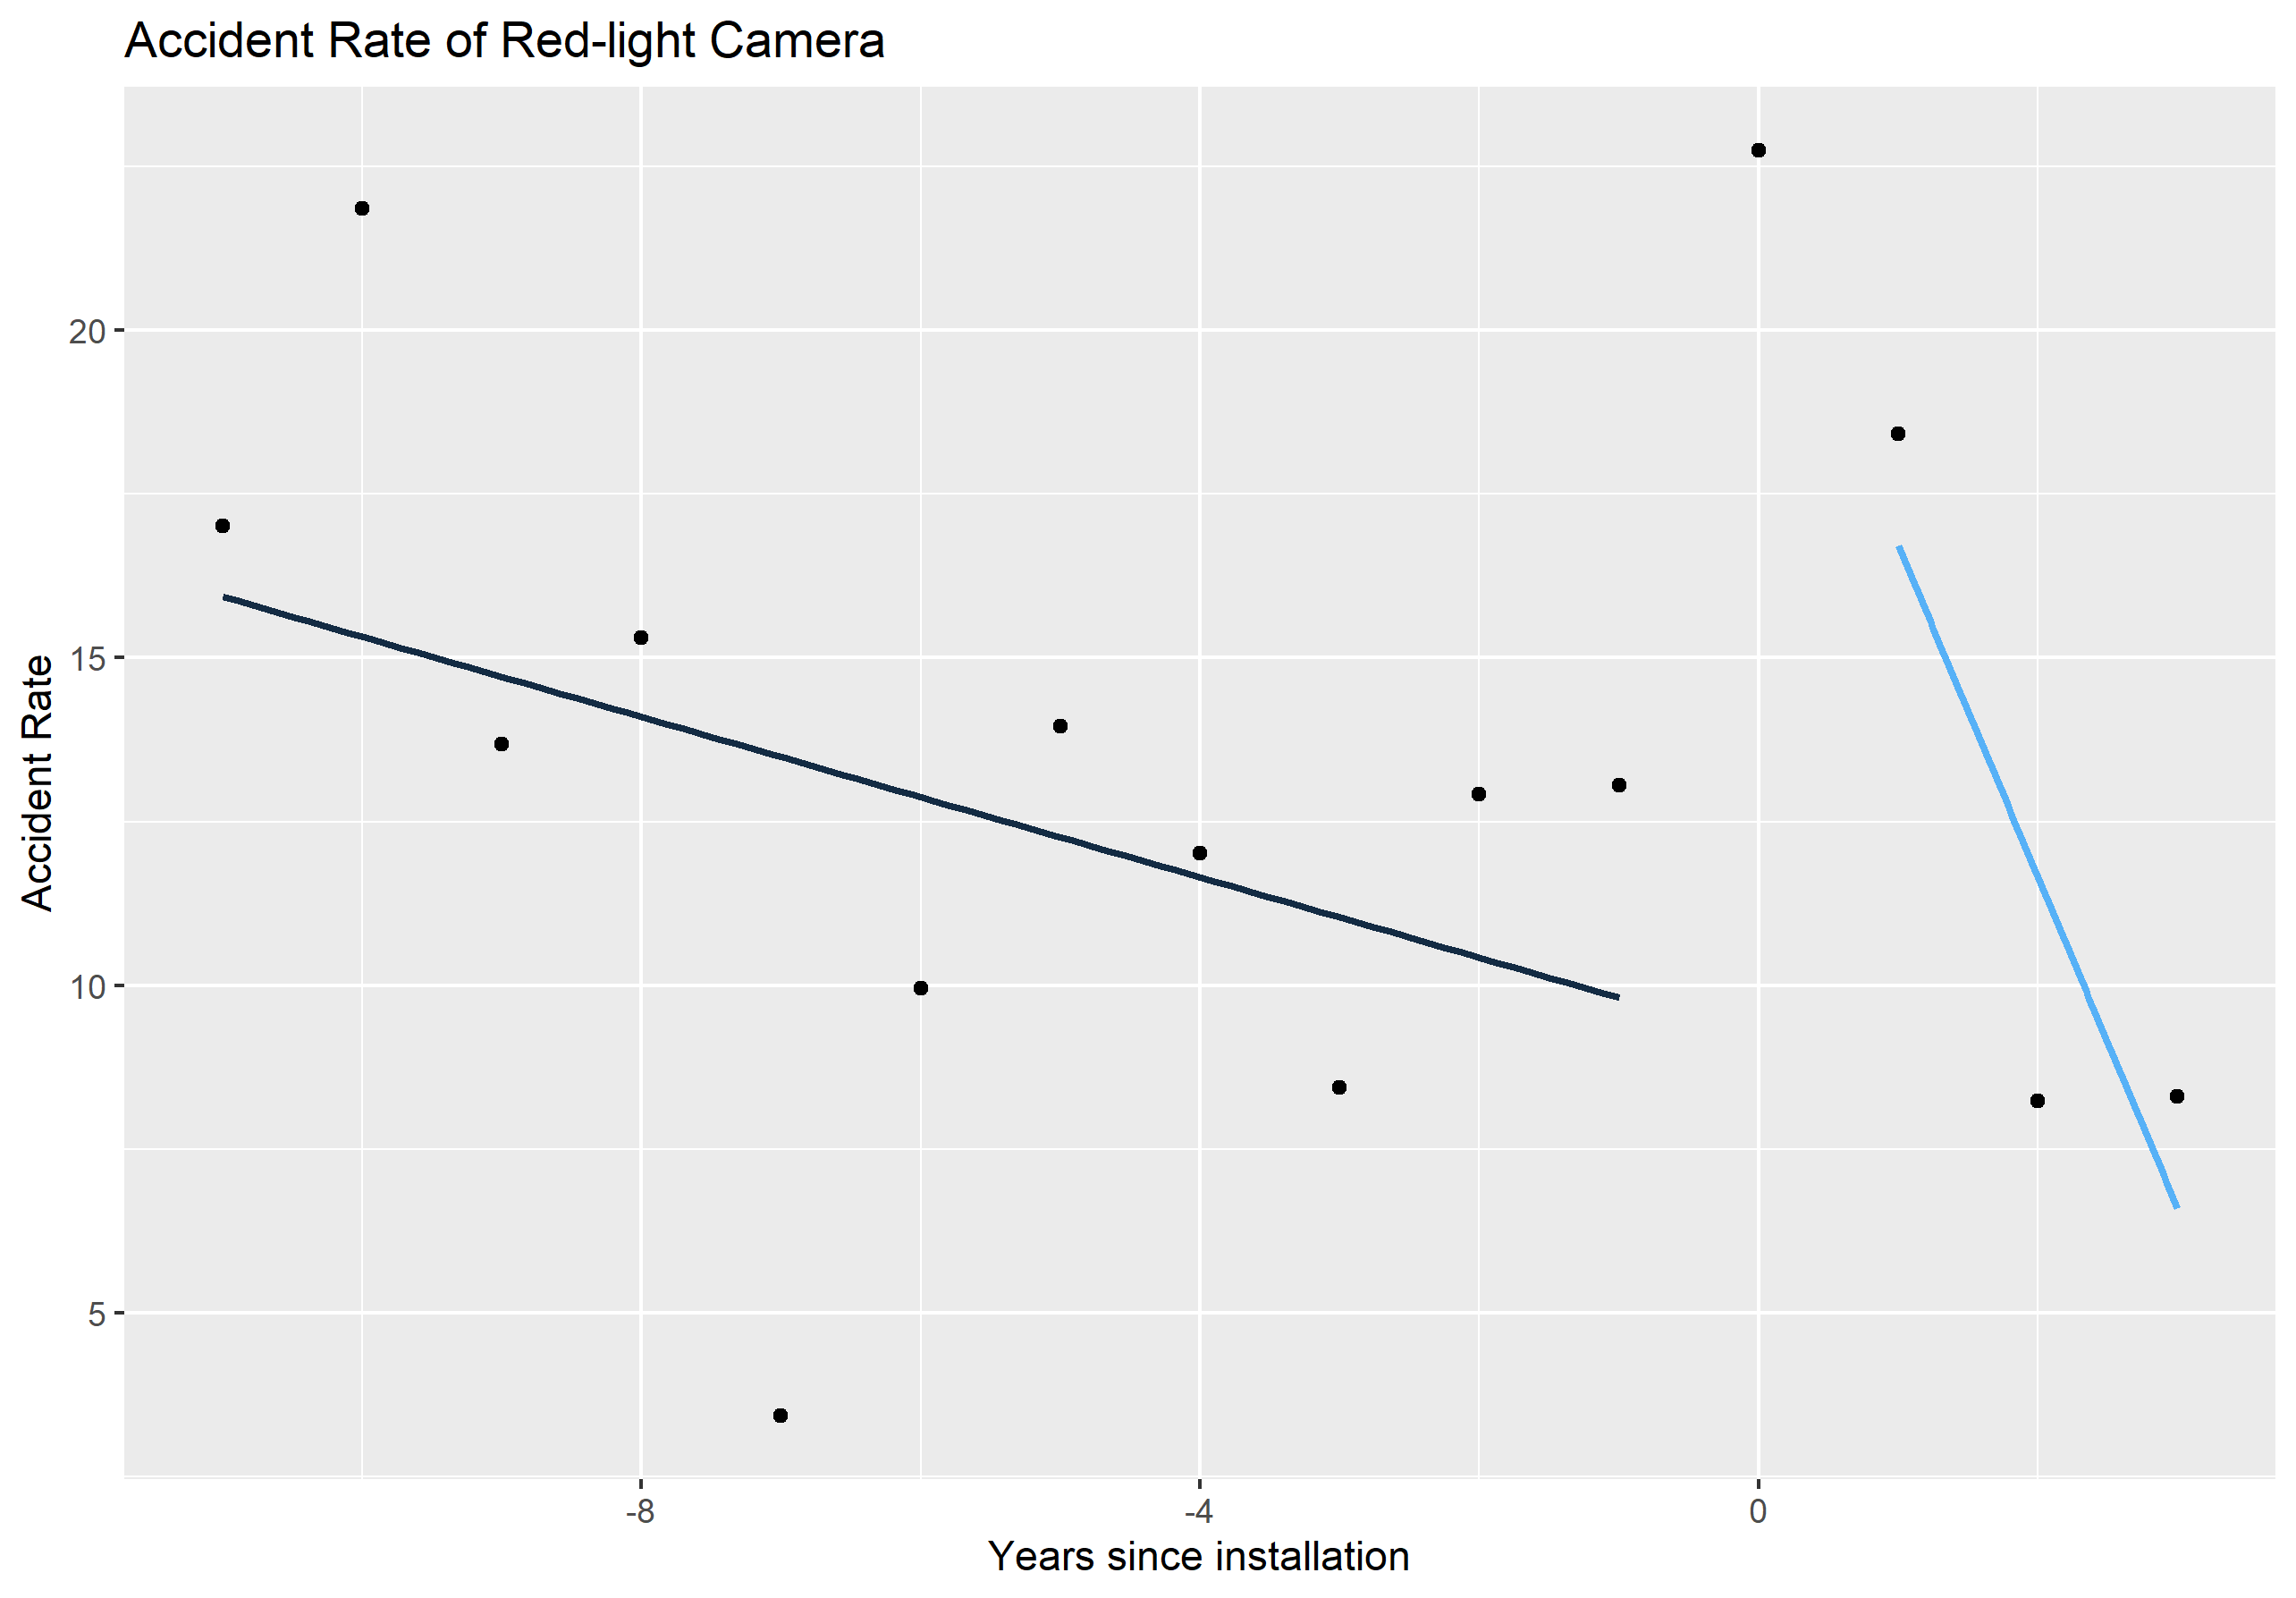 Accident Rate of Red-light Camera
Accident Rate
20
15
10
5
-8
-4
0
Years since installation